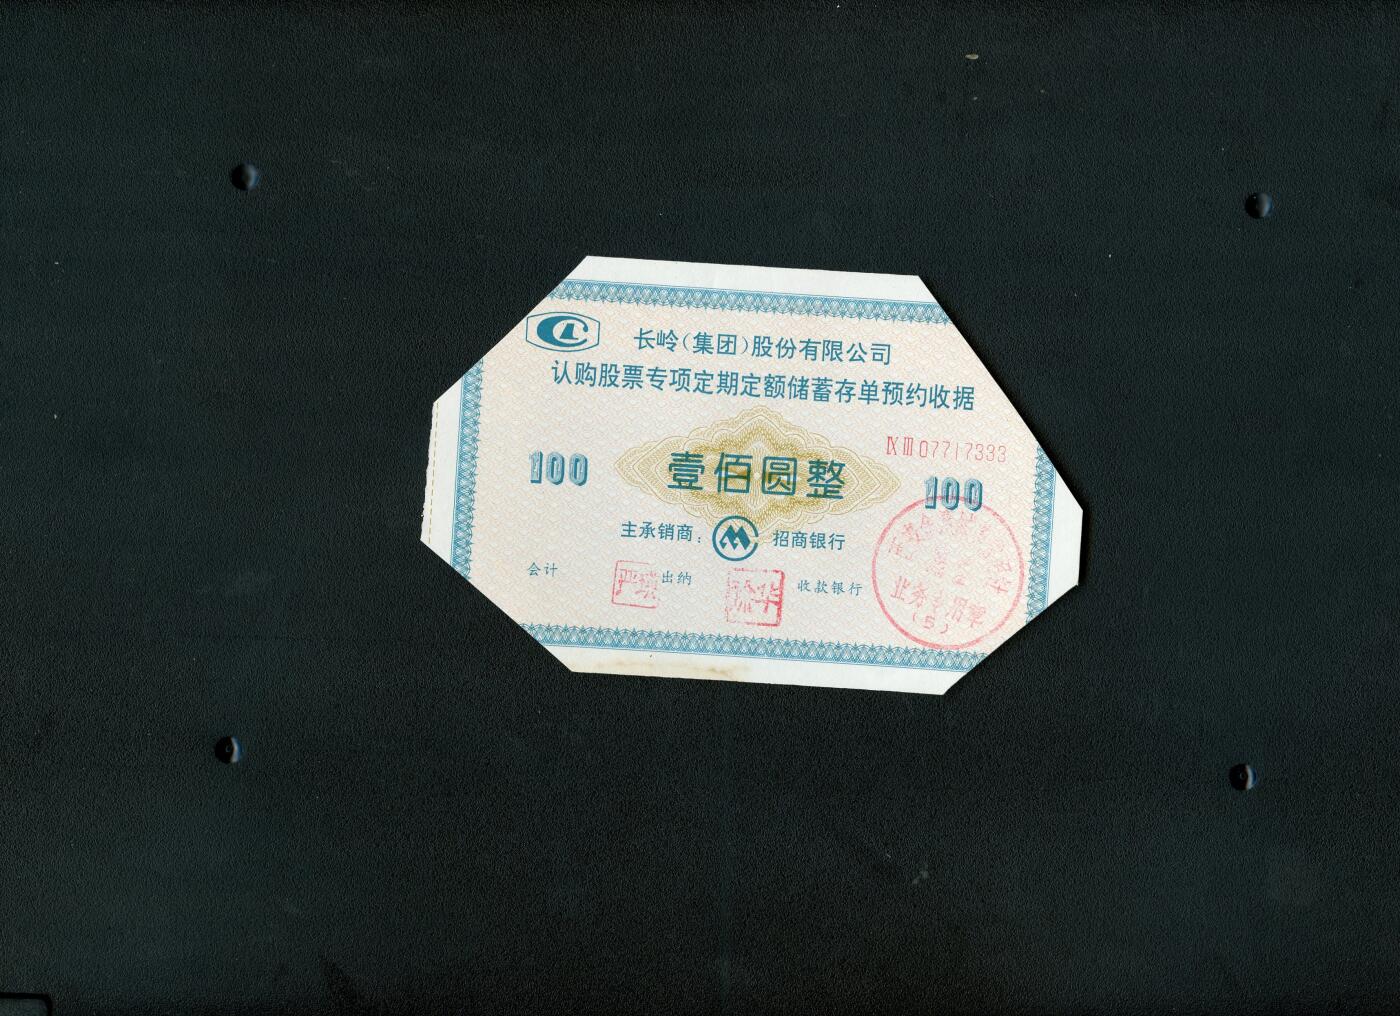 长岭(集团)股份有限公司
认购股票专项定期定额储蓄存单预约收据
ⅨⅢ07717333
100 壹佰圆整 100
主承销商: 招商银行
会计 出纳 收款银行
业务专用章
(5)